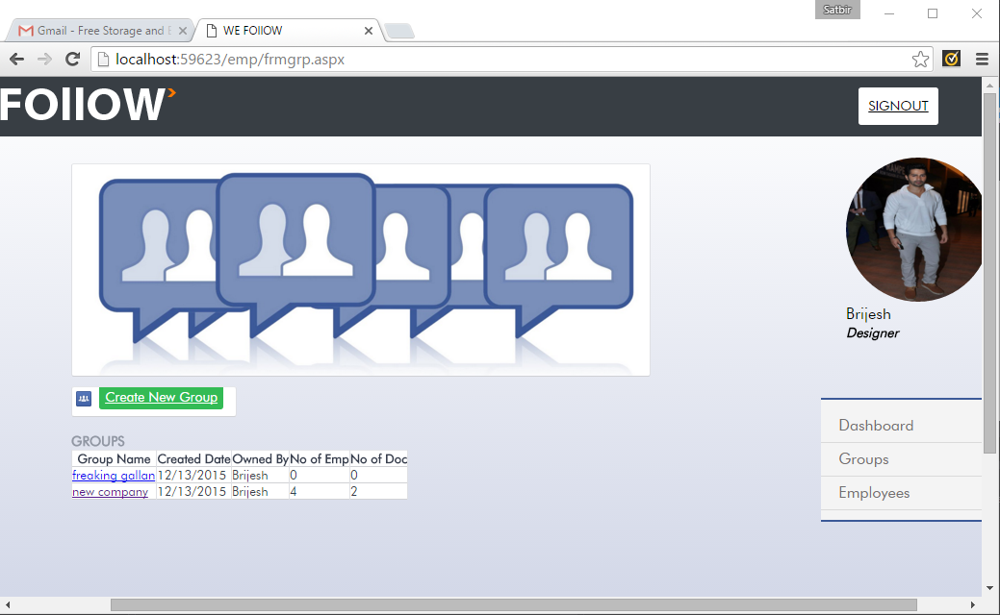 Satbir
Gmail - Free Storage and E
WE FOllOW
localhost:59623/emp/frmgrp.aspx
FOllOW
SIGNOUT
Brijesh
Designer
Create New Group
Dashboard
Groups
Employees
GROUPS
Group Name Created Date Owned By No of Emp No of Doc
freaking gallan 12/13/2015 Brijesh 0 0
new company 12/13/2015 Brijesh 4 2